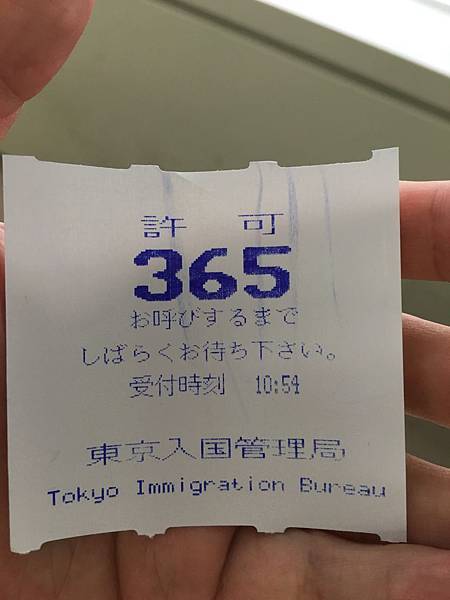 許　可
365
お呼びするまで
しばらくお待ち下さい。
受付時刻　10:54
東京入国管理局
Tokyo Immigration Bureau